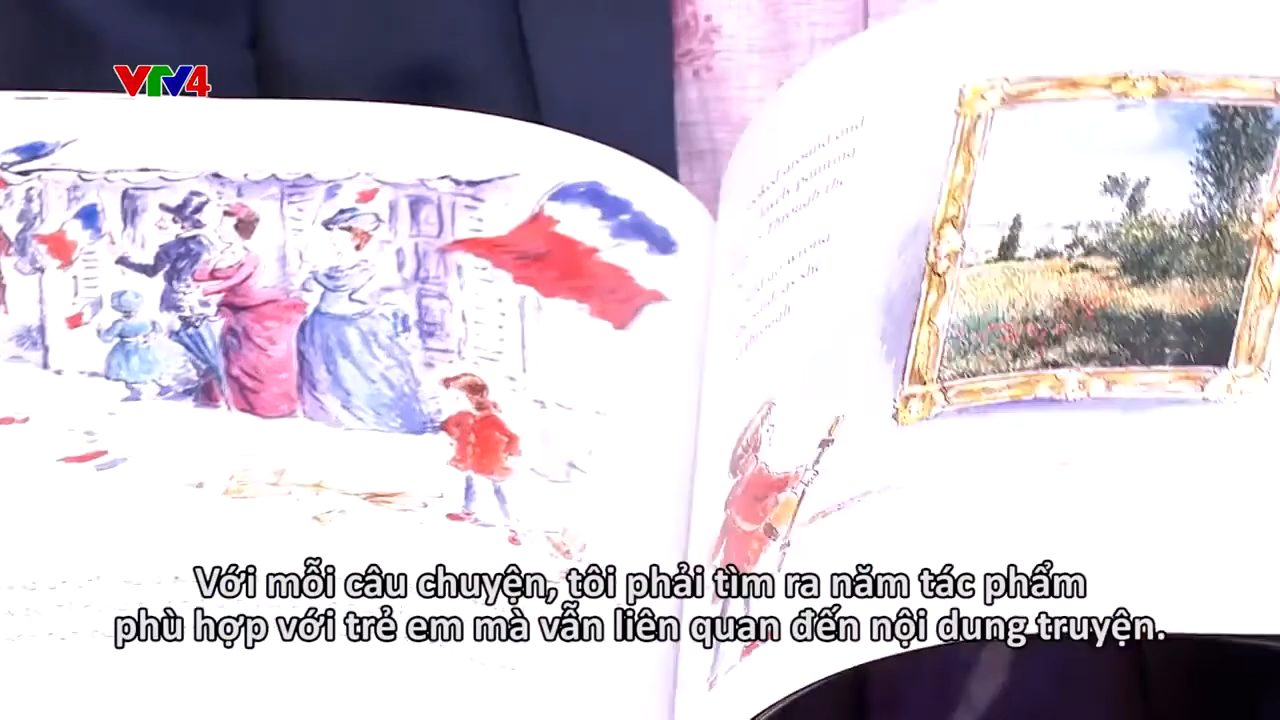 VTV4
Với mỗi câu chuyện, tôi phải tìm ra năm tác phẩm
phù hợp với trẻ em mà vẫn liên quan đến nội dung truyện.